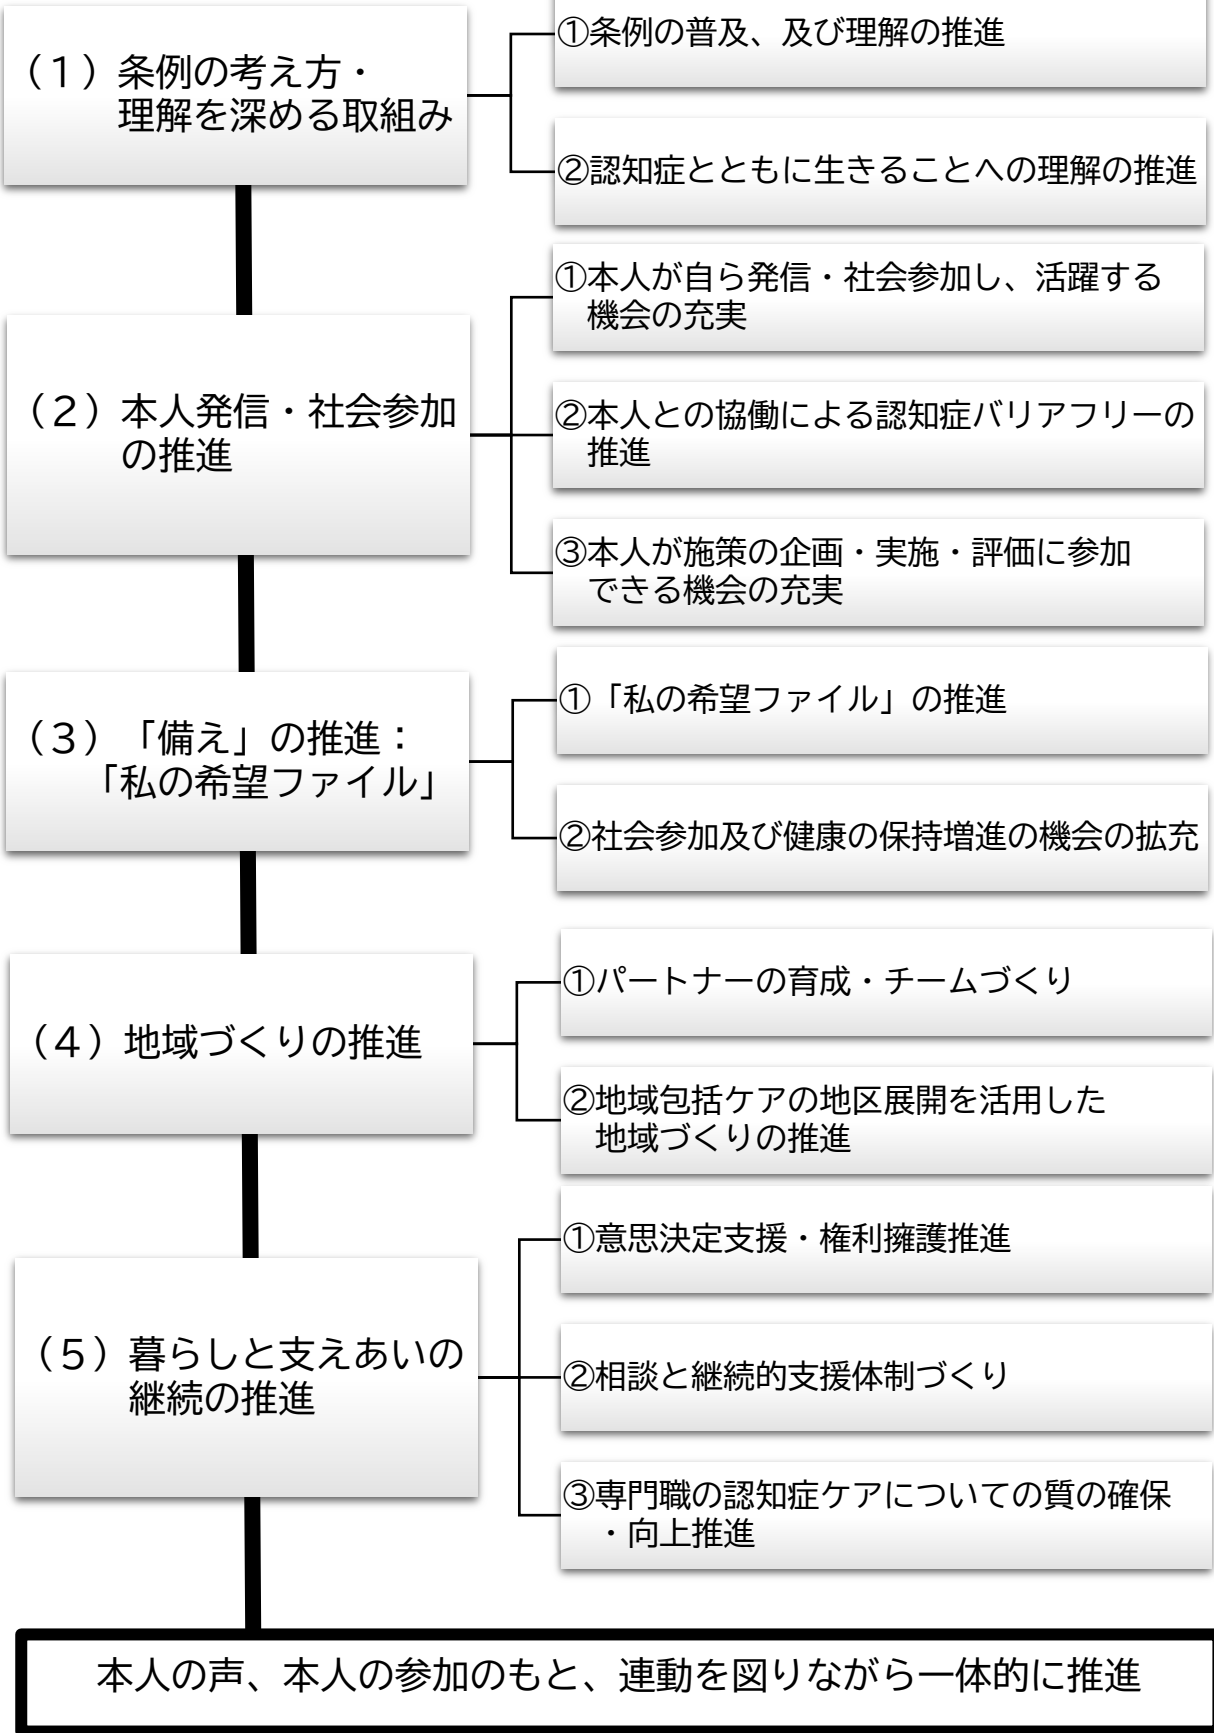 （１）条例の考え方・
理解を深める取組み
①条例の普及、及び理解の推進
②認知症とともに生きることへの理解の推進
（２）本人発信・社会参加
の推進
①本人が自ら発信・社会参加し、活躍する
機会の充実
②本人との協働による認知症バリアフリーの
推進
③本人が施策の企画・実施・評価に参加
できる機会の充実
（３）「備え」の推進：
「私の希望ファイル」
①「私の希望ファイル」の推進
②社会参加及び健康の保持増進の機会の拡充
（４）地域づくりの推進
①パートナーの育成・チームづくり
②地域包括ケアの地区展開を活用した
地域づくりの推進
（５）暮らしと支えあいの
継続の推進
①意思決定支援・権利擁護推進
②相談と継続的支援体制づくり
③専門職の認知症ケアについての質の確保
・向上推進
本人の声、本人の参加のもと、連動を図りながら一体的に推進